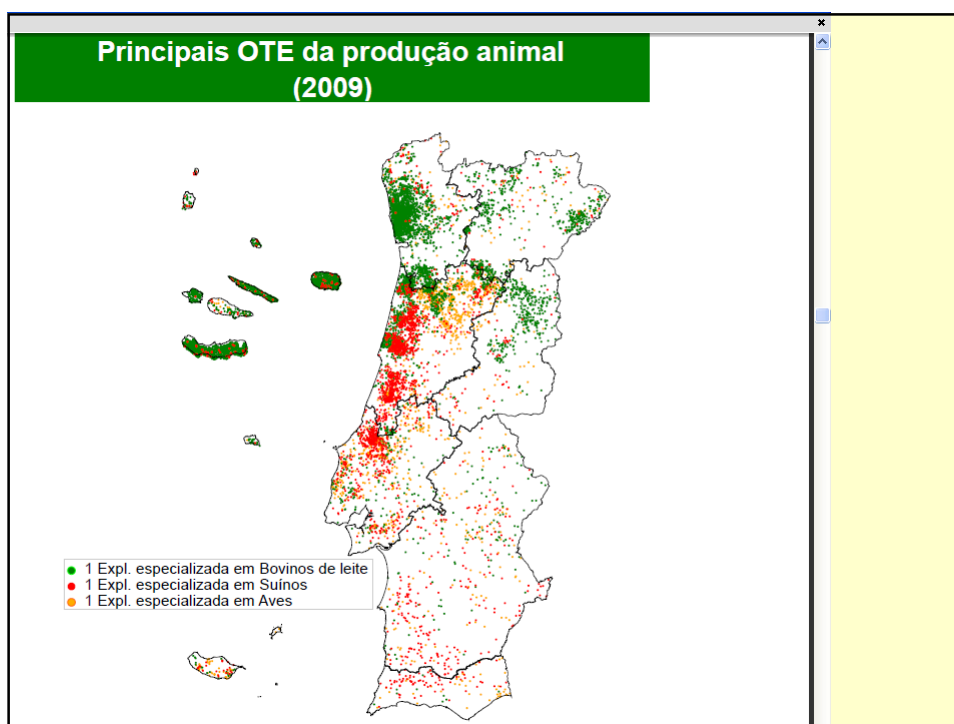 Principais OTE da produção animal
(2009)
1 Expl. especializada em Bovinos de leite
1 Expl. especializada em Suínos
1 Expl. especializada em Aves